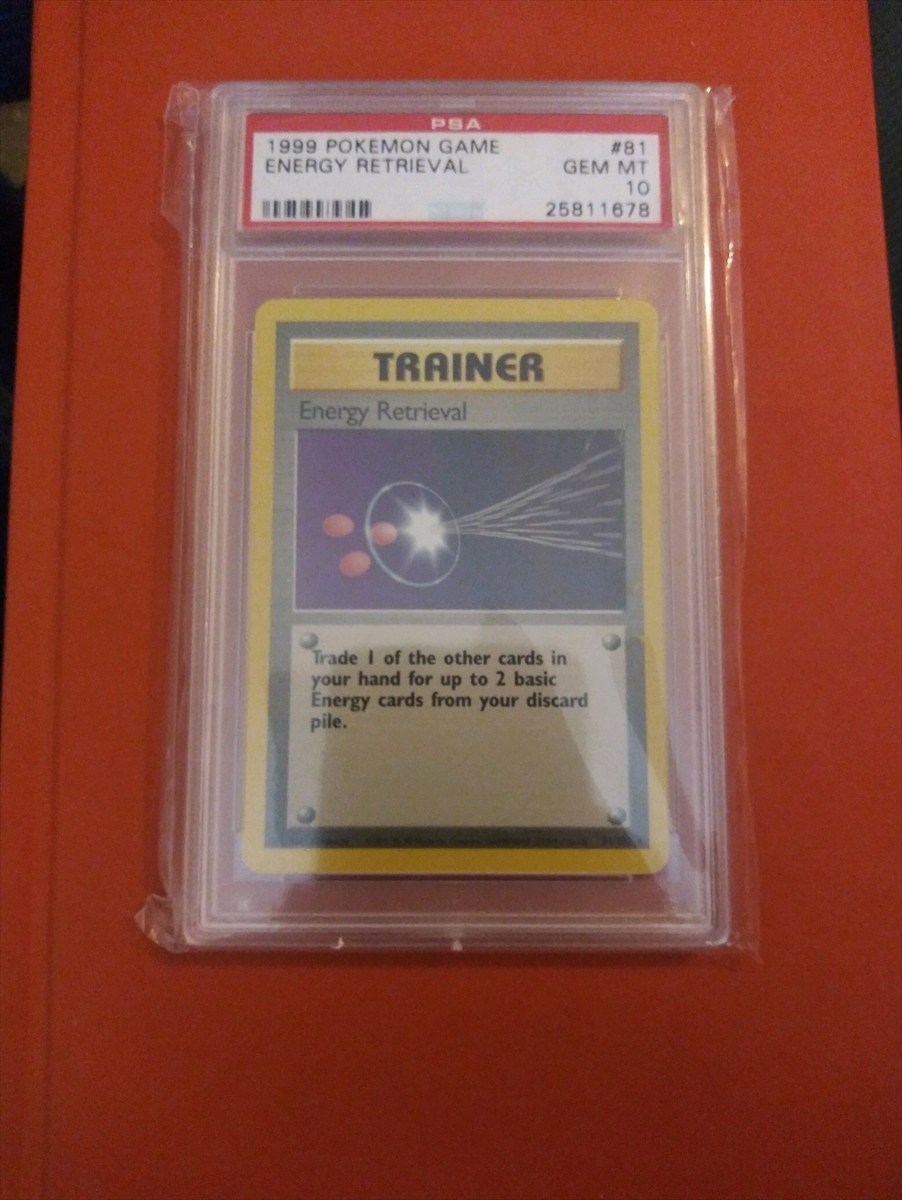 PSA
1999 POKEMON GAME #81
ENERGY RETRIEVAL GEM MT
10
25811678
TRAINER
Energy Retrieval
Trade 1 of the other cards in
your hand for up to 2 basic
Energy cards from your discard
pile.